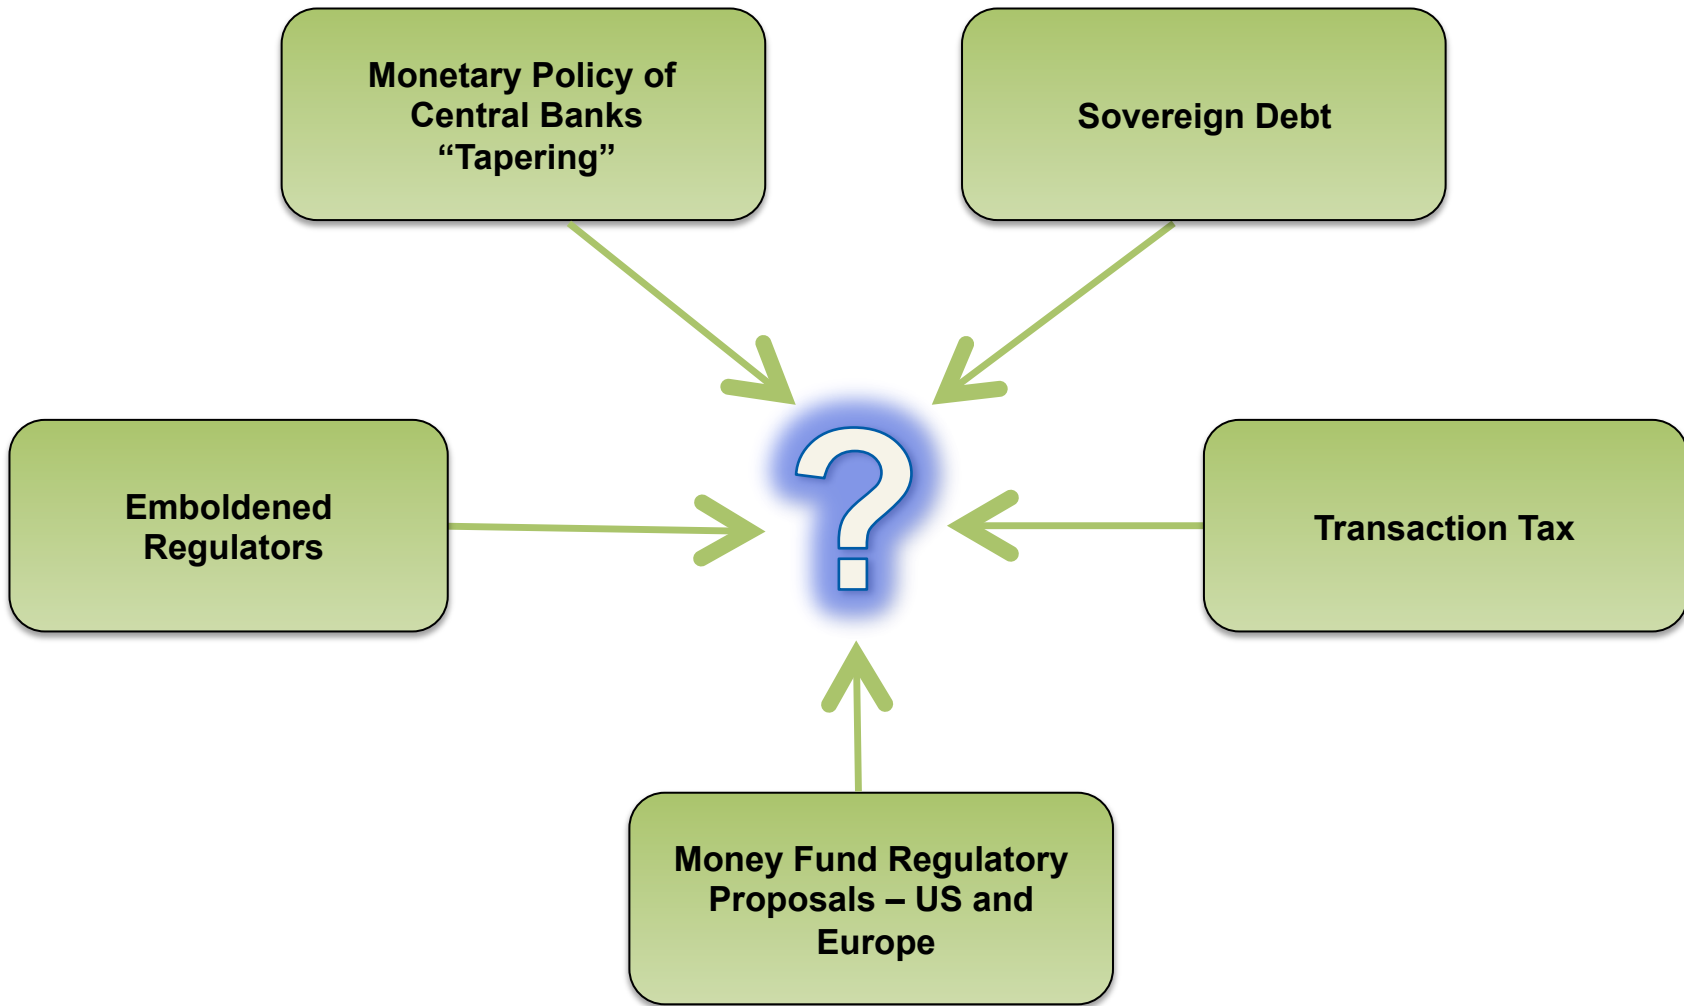 Monetary Policy of
Central Banks
“Tapering”
Sovereign Debt
Emboldened
Regulators
?
Transaction Tax
Money Fund Regulatory
Proposals – US and
Europe